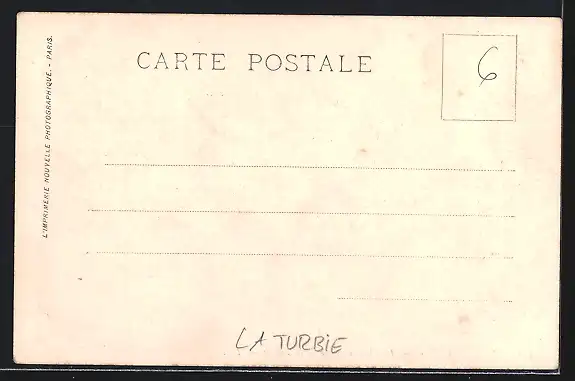 CARTE POSTALE
6
L'IMPRIMERIE NOUVELLE PHOTOGRAPHIQUE. - PARIS.
LA TURBIE